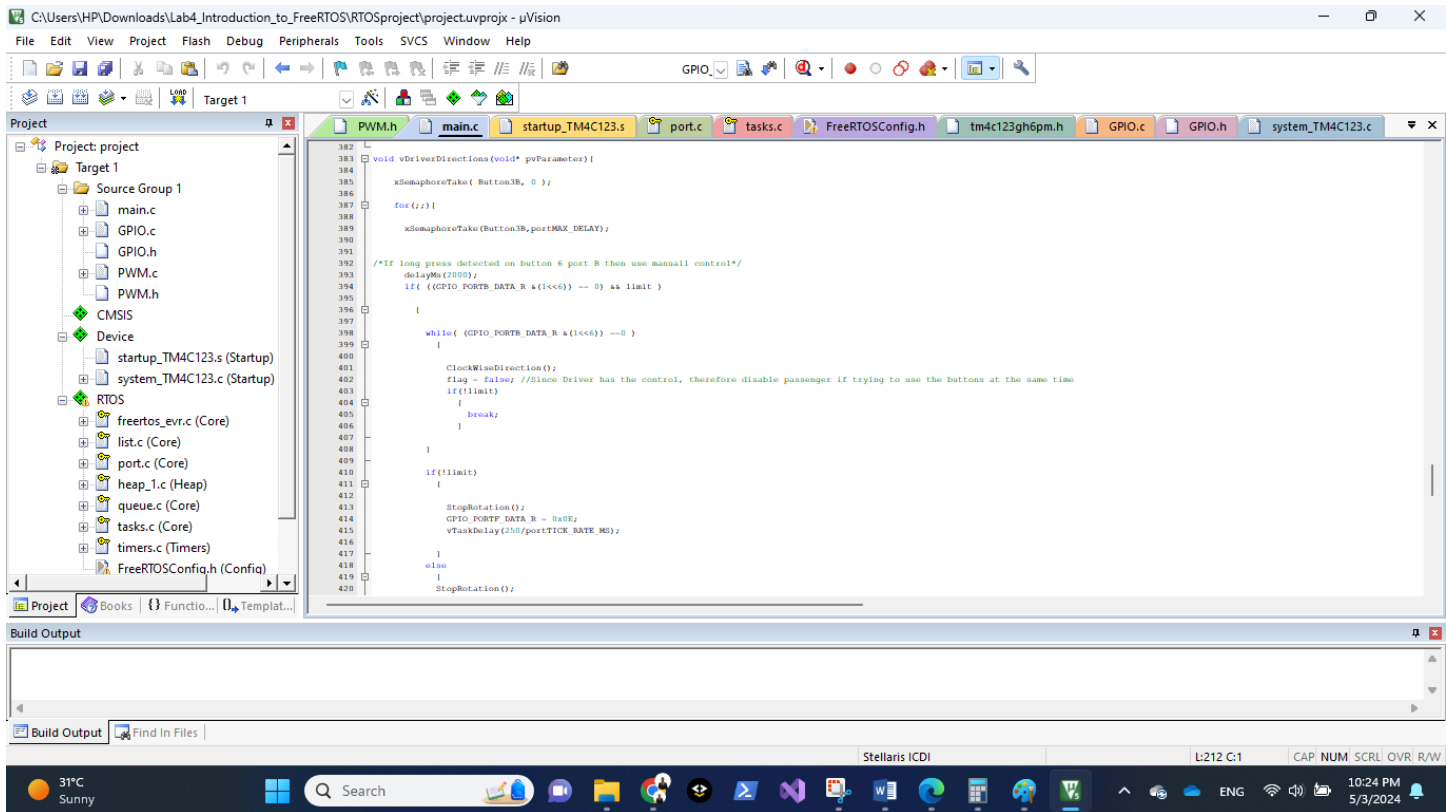 C:\Users\HP\Downloads\Lab4_Introduction_to_FreeRTOS\RTOSproject\project.uvprojx - µVision
File Edit View Project Flash Debug Peripherals Tools SVCS Window Help
GPIO_
LOAD Target 1
Project
Project: project
Target 1
Source Group 1
main.c
GPIO.c
GPIO.h
PWM.c
PWM.h
CMSIS
Device
startup_TM4C123.s (Startup)
system_TM4C123.c (Startup)
RTOS
freertos_evr.c (Core)
list.c (Core)
port.c (Core)
heap_1.c (Heap)
queue.c (Core)
tasks.c (Core)
timers.c (Timers)
FreeRTOSConfig.h (Config)
Project Books {} Functio... Templat...
PWM.h main.c startup_TM4C123.s port.c tasks.c FreeRTOSConfig.h tm4c123gh6pm.h GPIO.c GPIO.h system_TM4C123.c
382
383 void vDriverDirections(void* pvParameter){
384
385 xSemaphoreTake( Button3B, 0 );
386
387 for(;;){
388
389 xSemaphoreTake(Button3B,portMAX_DELAY);
390
391
392 /*If long press detected on button 6 port B then use manuall control*/
393 delayMs(2000);
394 if( ((GPIO_PORTB_DATA_R &(1<<6)) == 0) && limit )
395
396 {
397
398 while( (GPIO_PORTB_DATA_R &(1<<6)) ==0 )
399 {
400
401 ClockWiseDirection();
402 flag = false; //Since Driver has the control, therefore disable passenger if trying to use the buttons at the same time
403 if(!limit)
404 {
405 break;
406 }
407
408 }
409
410 if(!limit)
411 {
412
413 StopRotation();
414 GPIO_PORTF_DATA_R = 0x0E;
415 vTaskDelay(250/portTICK_RATE_MS);
416
417 }
418 else
419 {
420 StopRotation();
Build Output
Build Output Find In Files
Stellaris ICDI L:212 C:1 CAP NUM SCRL OVR R/W
31°C
Sunny
Search
ENG
10:24 PM
5/3/2024